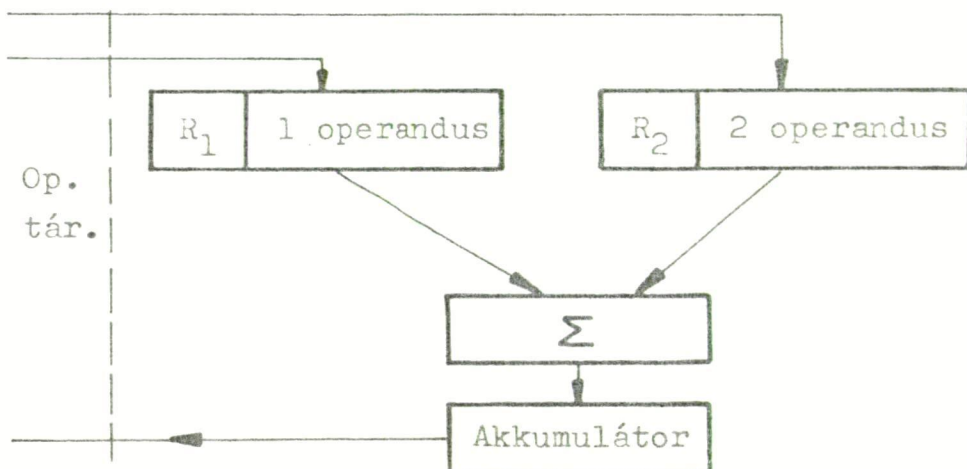 R1 1 operandus
R2 2 operandus
Op.
tár.
Σ
Akkumulátor